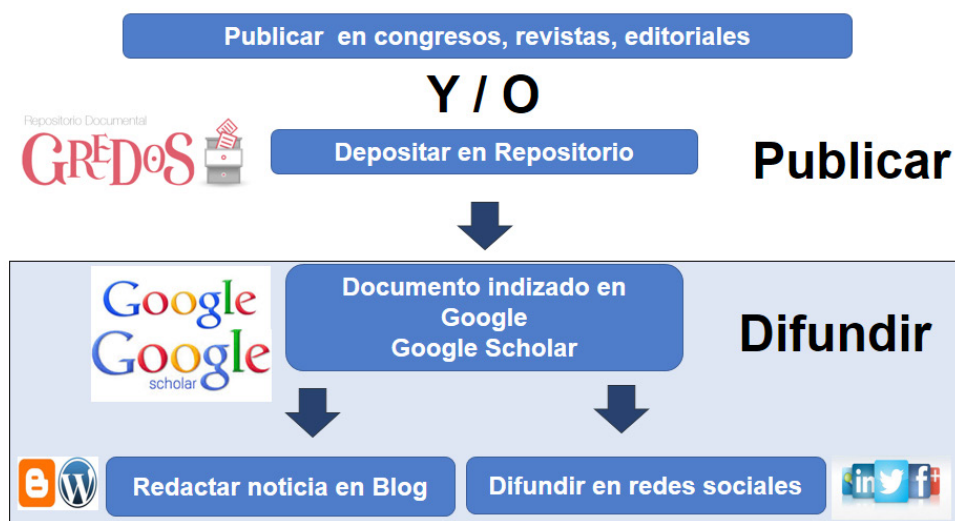 Publicar en congresos, revistas, editoriales
Y / O
Repositorio Documental
GREDOS
Depositar en Repositorio
Publicar
Google
Google
scholar
Documento indizado en
Google
Google Scholar
Difundir
Redactar noticia en Blog
Difundir en redes sociales
in
f
+